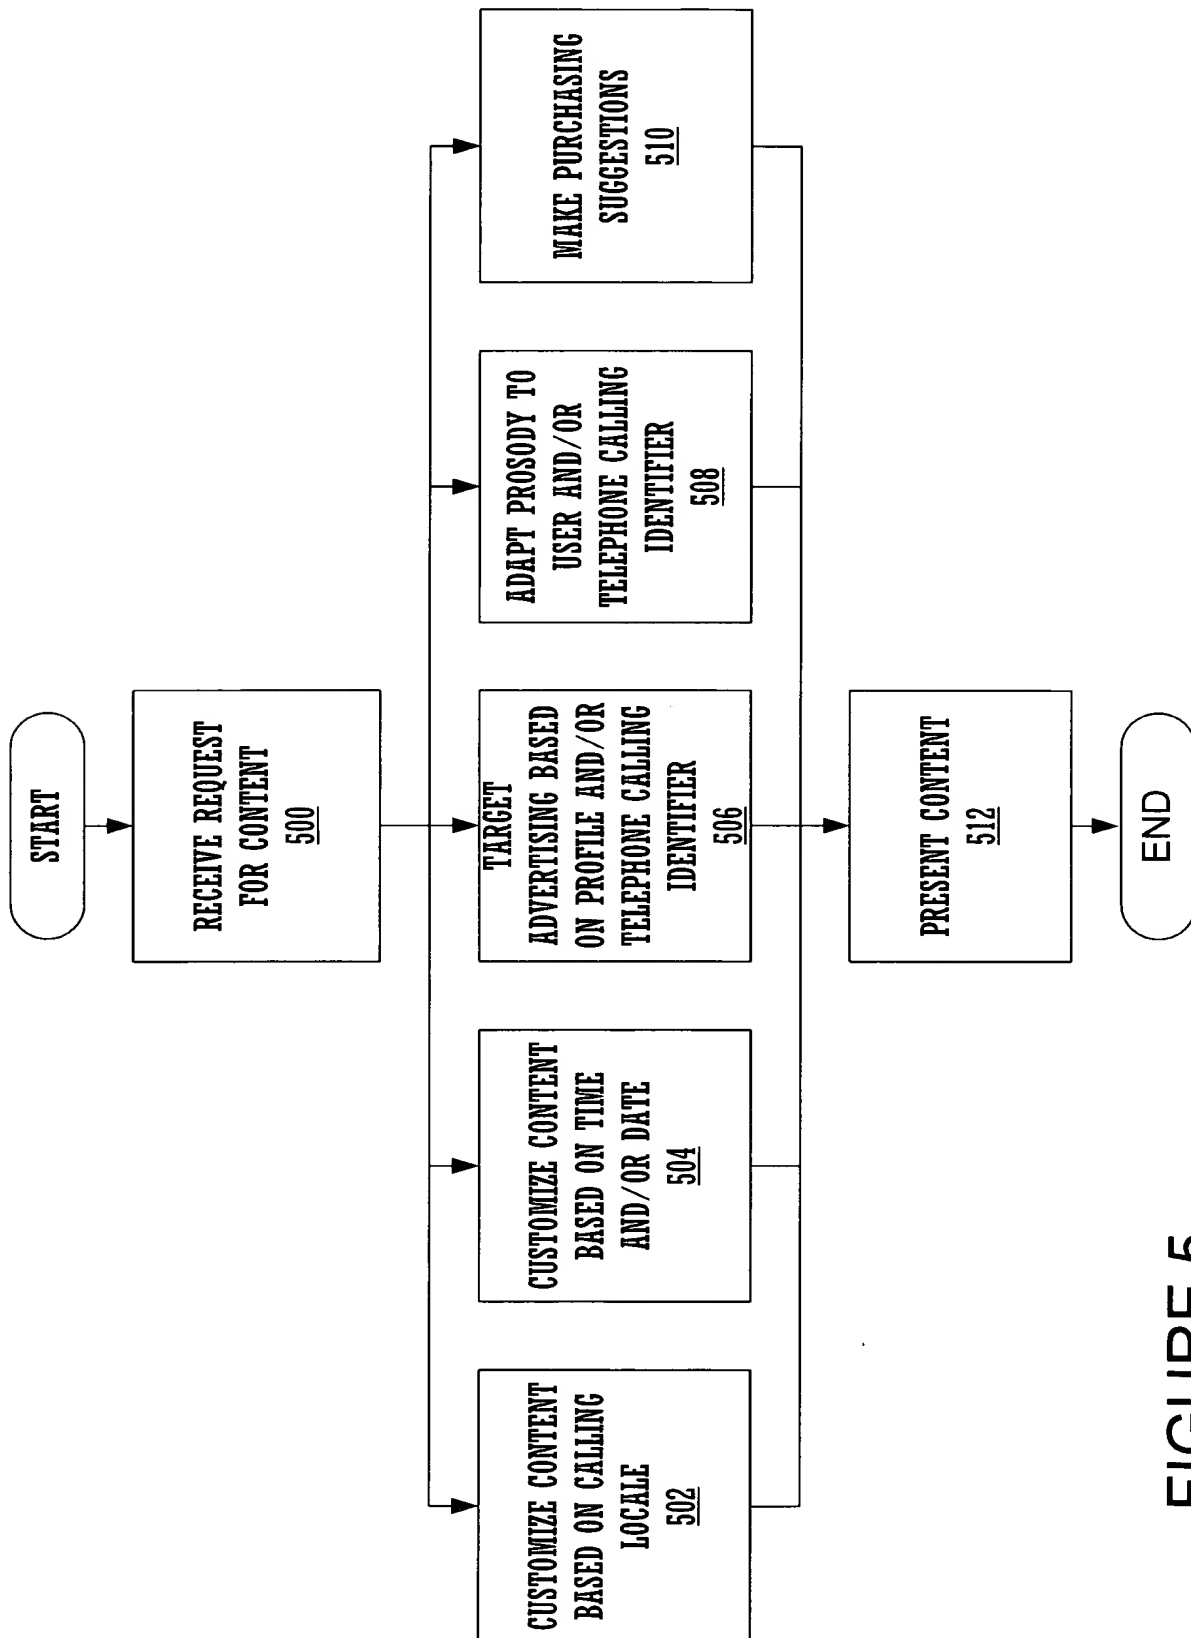 START
RECEIVE REQUEST
FOR CONTENT
500
CUSTOMIZE CONTENT
BASED ON CALLING
LOCALE
502
CUSTOMIZE CONTENT
BASED ON TIME
AND/OR DATE
504
TARGET
ADVERTISING BASED
ON PROFILE AND/OR
TELEPHONE CALLING
IDENTIFIER
506
ADAPT PROSODY TO
USER AND/OR
TELEPHONE CALLING
IDENTIFIER
508
MAKE PURCHASING
SUGGESTIONS
510
PRESENT CONTENT
512
END
FIGURE 5